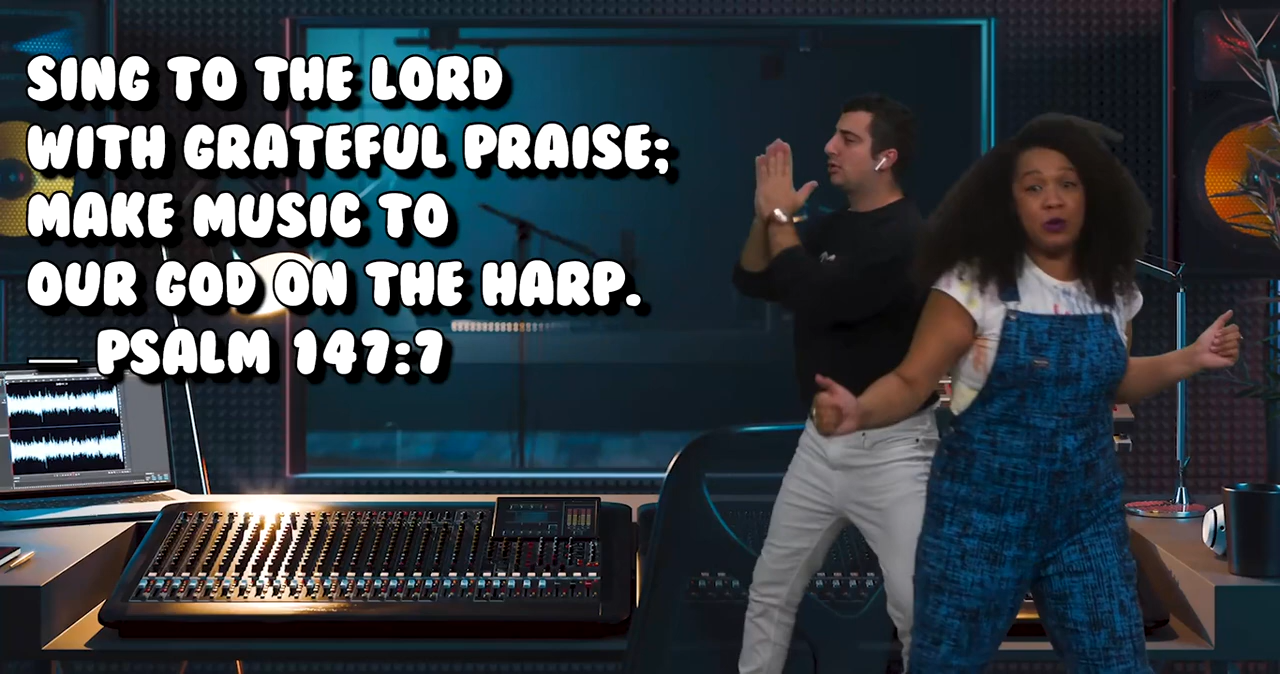 SING TO THE LORD
WITH GRATEFUL PRAISE;
MAKE MUSIC TO
OUR GOD ON THE HARP.
— PSALM 147:7